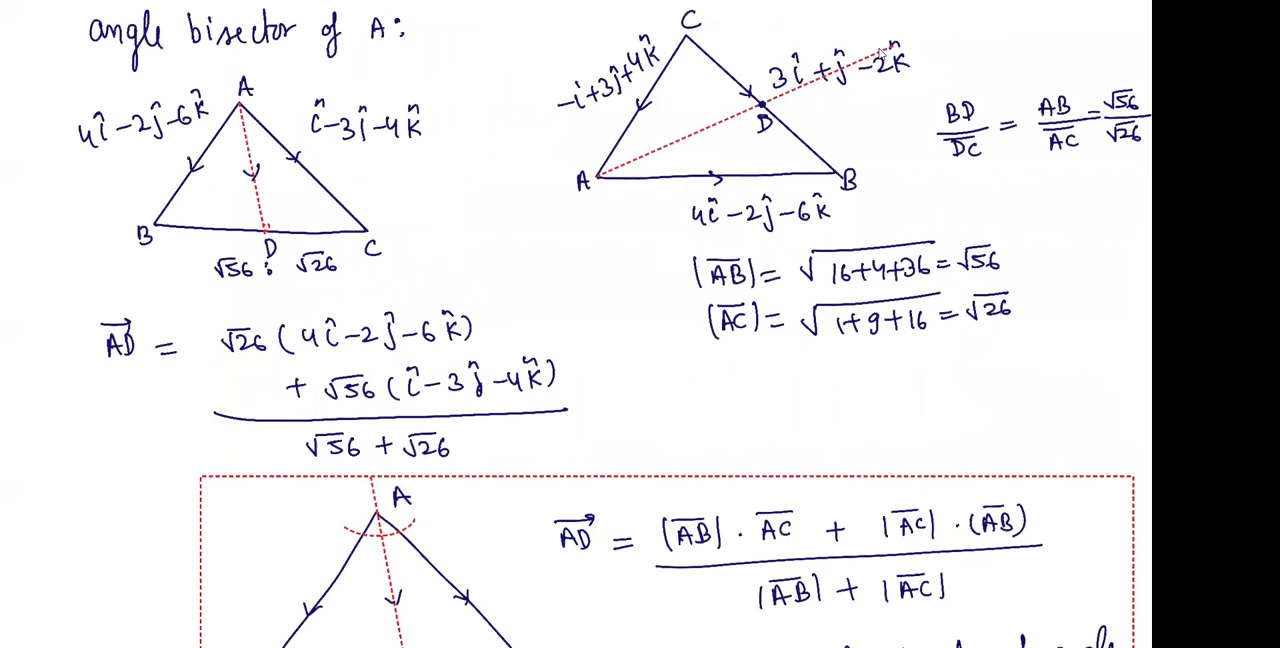 angle bisector of A:
A
4î - 2ĵ - 6k̂
î - 3î - 4k̂
B
D
C
√56 : √26
C
-î + 3ĵ + 4k̂
3î + ĵ - 2k̂
D
A
B
4î - 2ĵ - 6k̂
BD/DC = AB/AC = √56/√26
|AB| = √16+4+36 = √56
|AC| = √1+9+16 = √26
AD =
√26 (4î - 2ĵ - 6k̂)
+ √56 (î - 3ĵ - 4k̂)
√56 + √26
A
AD = |AB| · AC + |AC| · (AB)
|AB| + |AC|